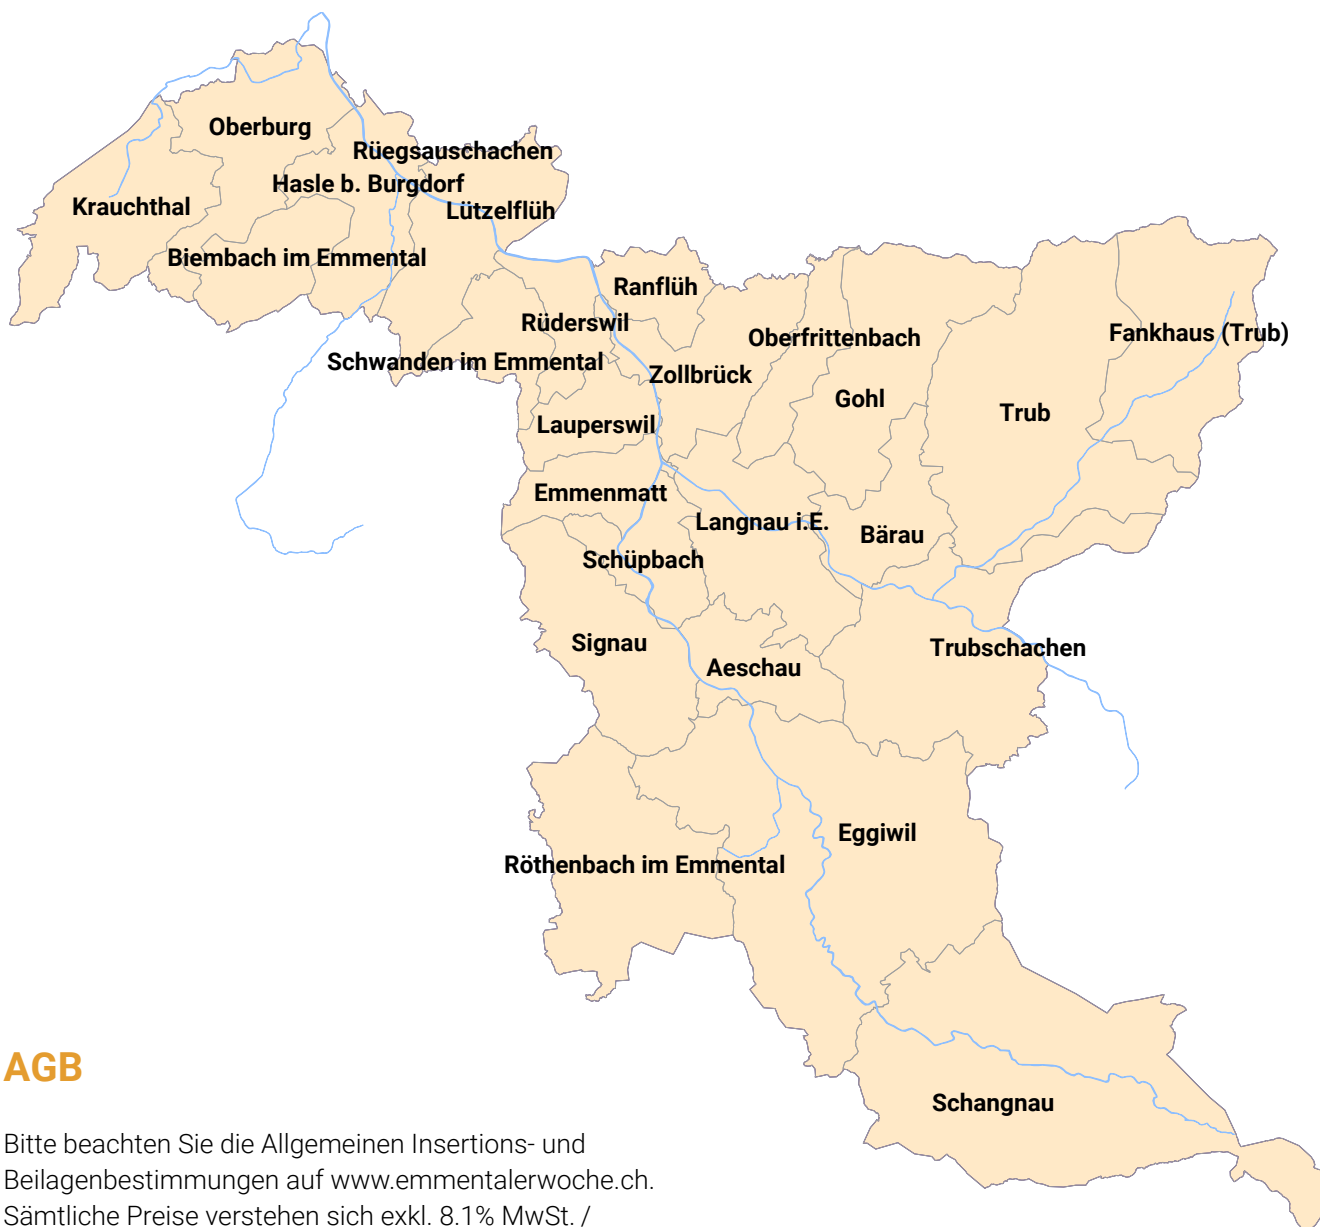 Oberburg
Rüegsauschachen
Hasle b. Burgdorf
Krauchthal
Lützelflüh
Biembach im Emmental
Ranflüh
Rüderswil
Oberfrittenbach
Fankhaus (Trub)
Schwanden im Emmental
Zollbrück
Gohl
Trub
Lauperswil
Emmenmatt
Langnau i.E.
Bärau
Schüpbach
Signau
Trubschachen
Aeschau
Eggiwil
Röthenbach im Emmental
Schangnau
AGB
Bitte beachten Sie die Allgemeinen Insertions- und
Beilagenbestimmungen auf www.emmentalerwoche.ch.
Sämtliche Preise verstehen sich exkl. 8.1% MwSt. /